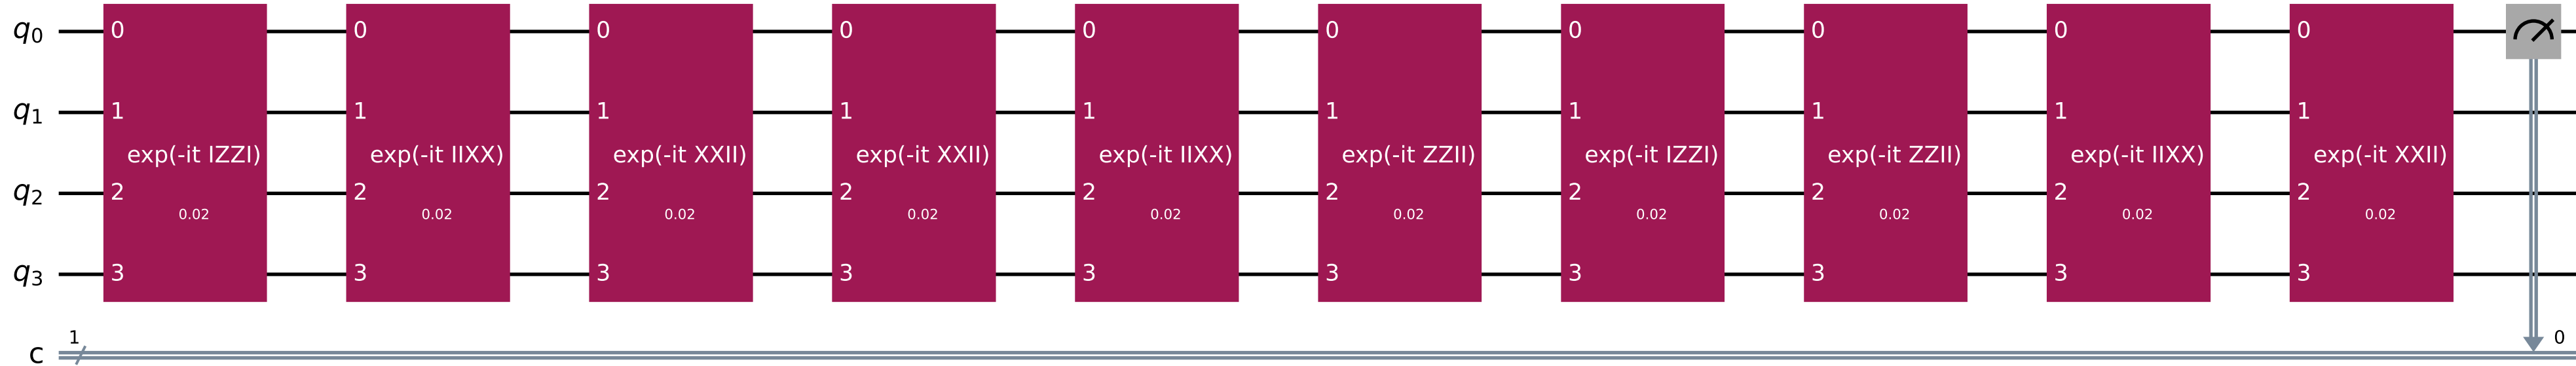 q0 0 0 0 0 0 0 0 0 0 0
q1 1 1 1 1 1 1 1 1 1 1
exp(-it IZZI) exp(-it IIXX) exp(-it XXII) exp(-it XXII) exp(-it IIXX) exp(-it ZZII) exp(-it IZZI) exp(-it ZZII) exp(-it IIXX) exp(-it XXII)
q2 2 2 2 2 2 2 2 2 2 2
0.02 0.02 0.02 0.02 0.02 0.02 0.02 0.02 0.02 0.02
q3 3 3 3 3 3 3 3 3 3 3
1 0
c